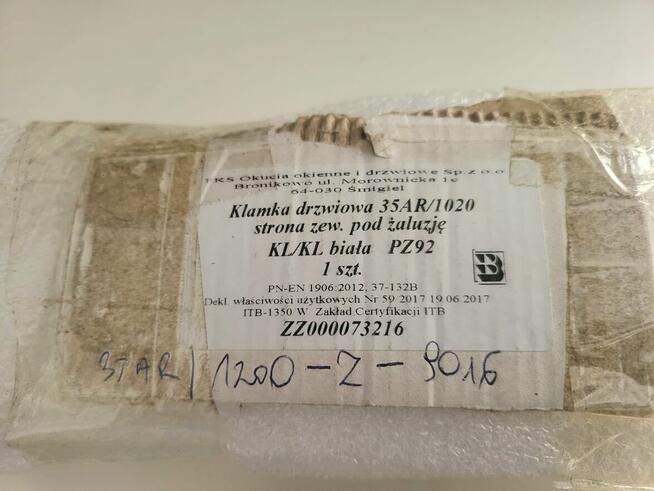 Okucia okienne i drzwiowe Sp.z o.o
Bronikowo ul. Morownicka 1c
64-030 Śmigiel
Klamka drzwiowa 35AR/1020
strona zew. pod żaluzję
KL/KL biała PZ92
1 szt.
B
PN-EN 1906:2012; 37-132B
Dekl. właściwości użytkowych Nr 59/2017 19.06.2017
ITB-1350/W Zakład Certyfikacji ITB
ZZ000073216
/1200-Z-9016